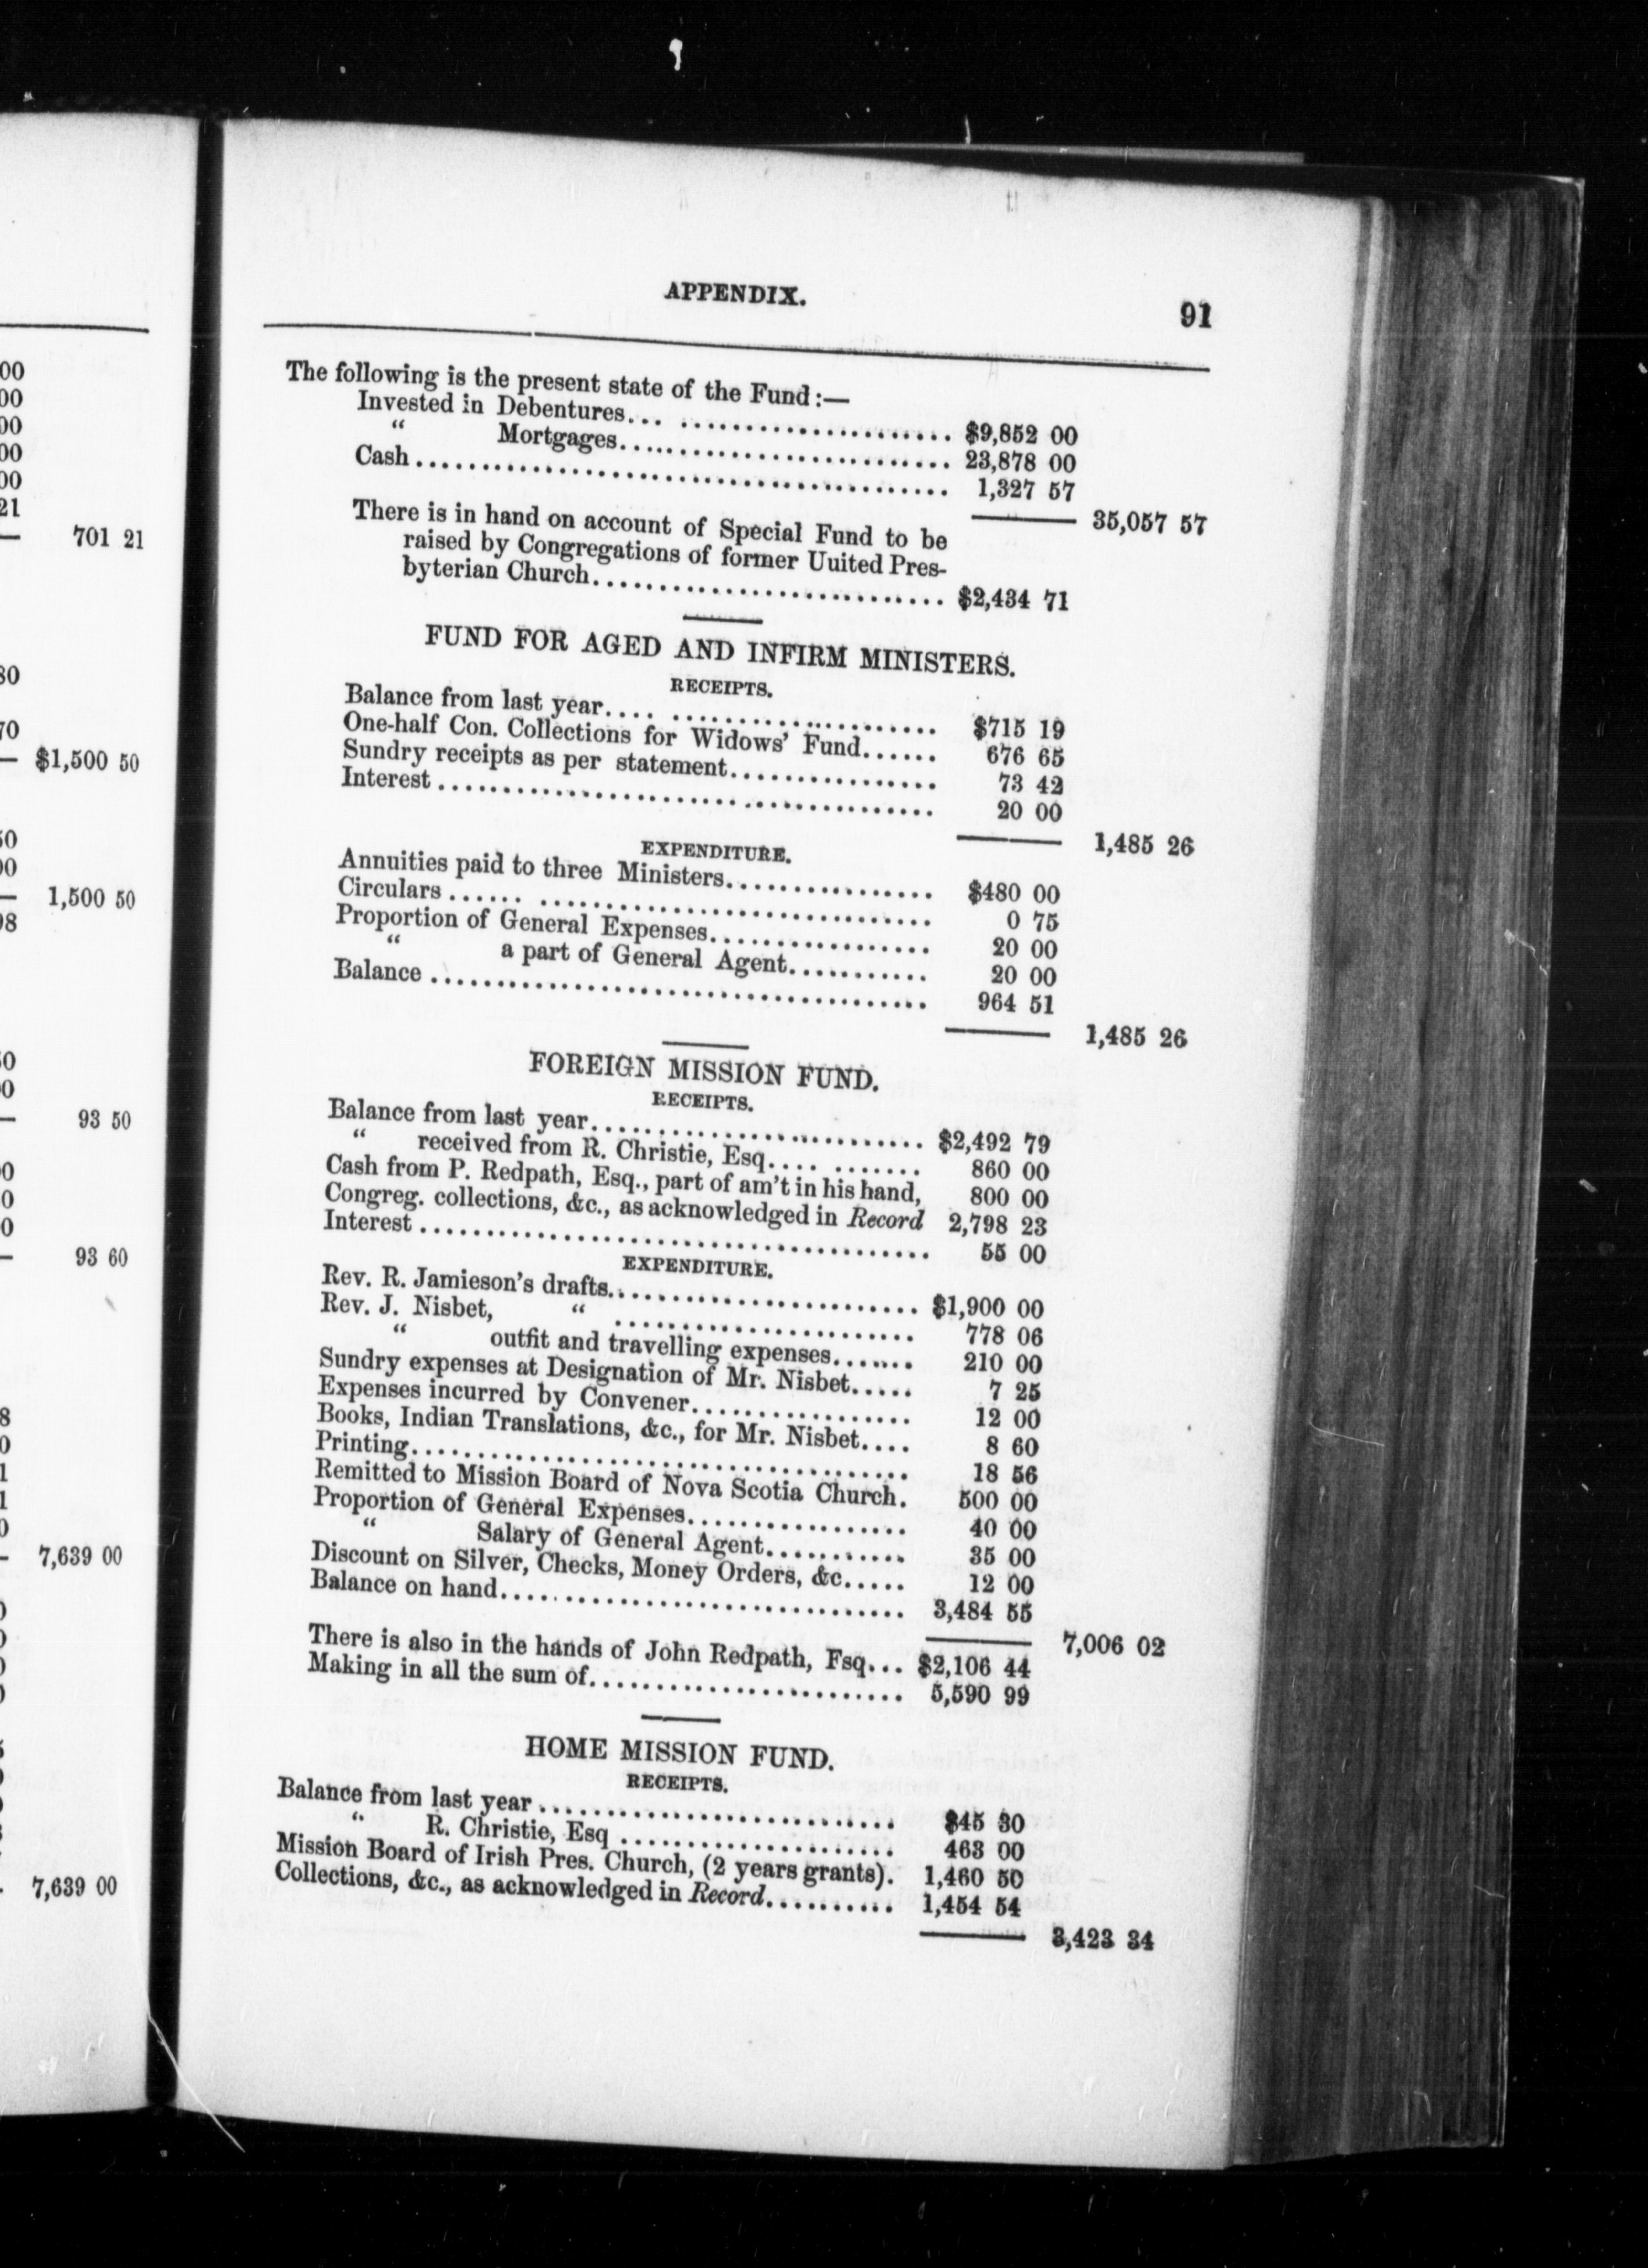 701 21
$1,500 50
1,500 50
93 50
93 60
7,639 00
7,639 00
APPENDIX. 91
The following is the present state of the Fund :—
Invested in Debentures... ..................... $9,852 00
“ Mortgages......................... 23,878 00
Cash........................................ 1,327 57
35,057 57
There is in hand on account of Special Fund to be
raised by Congregations of former Uuited Pres-
byterian Church........................... $2,434 71
FUND FOR AGED AND INFIRM MINISTERS.
RECEIPTS.
Balance from last year.... .................... $715 19
One-half Con. Collections for Widows’ Fund...... 676 65
Sundry receipts as per statement................ 73 42
Interest...................................... 20 00
1,485 26
EXPENDITURE.
Annuities paid to three Ministers................ $480 00
Circulars...... .............................. 0 75
Proportion of General Expenses................. 20 00
“ a part of General Agent........... 20 00
Balance...................................... 964 51
1,485 26
FOREIGN MISSION FUND.
RECEIPTS.
Balance from last year......................... $2,492 79
“ received from R. Christie, Esq.... ....... 860 00
Cash from P. Redpath, Esq., part of am’t in his hand, 800 00
Congreg. collections, &c., as acknowledged in Record 2,798 23
Interest....................................... 55 00
EXPENDITURE.
Rev. R. Jamieson’s drafts........................ $1,900 00
Rev. J. Nisbet, “ ....................... 778 06
“ outfit and travelling expenses....... 210 00
Sundry expenses at Designation of Mr. Nisbet..... 7 25
Expenses incurred by Convener................. 12 00
Books, Indian Translations, &c., for Mr. Nisbet.... 8 60
Printing...................................... 18 56
Remitted to Mission Board of Nova Scotia Church. 500 00
Proportion of General Expenses................. 40 00
“ Salary of General Agent........... 35 00
Discount on Silver, Checks, Money Orders, &c..... 12 00
Balance on hand............................... 3,484 55
7,006 02
There is also in the hands of John Redpath, Fsq... $2,106 44
Making in all the sum of........................ 5,590 99
HOME MISSION FUND.
RECEIPTS.
Balance from last year........................... $45 30
“ R. Christie, Esq..................... 463 00
Mission Board of Irish Pres. Church, (2 years grants). 1,460 50
Collections, &c., as acknowledged in Record.......... 1,454 54
3,423 34